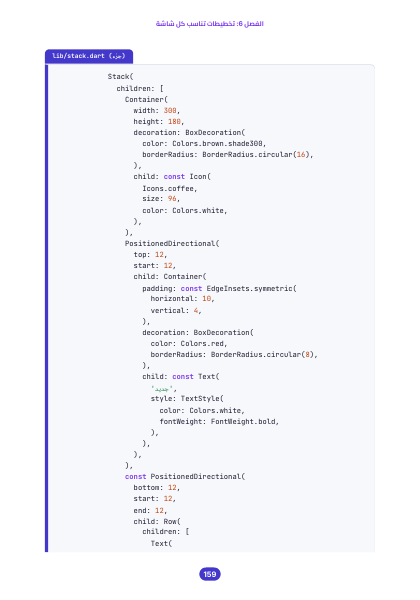 الفصل 6: تخطيطات تناسب كل شاشة
lib/stack.dart (جزء)
Stack(
children: [
Container(
width: 300,
height: 180,
decoration: BoxDecoration(
color: Colors.brown.shade300,
borderRadius: BorderRadius.circular(16),
),
child: const Icon(
Icons.coffee,
size: 96,
color: Colors.white,
),
),
PositionedDirectional(
top: 12,
start: 12,
child: Container(
padding: const EdgeInsets.symmetric(
horizontal: 10,
vertical: 4,
),
decoration: BoxDecoration(
color: Colors.red,
borderRadius: BorderRadius.circular(8),
),
child: const Text(
'جديد',
style: TextStyle(
color: Colors.white,
fontWeight: FontWeight.bold,
),
),
),
),
const PositionedDirectional(
bottom: 12,
start: 12,
end: 12,
child: Row(
children: [
Text(
159